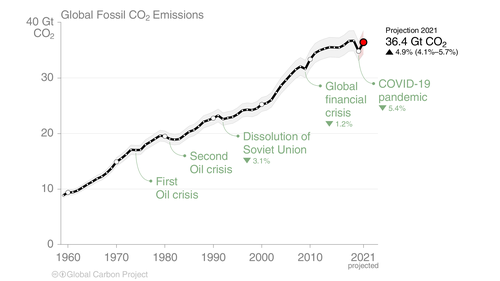 Global Fossil CO₂ Emissions
40 Gt
CO₂
30
20
10
0
Projection 2021
36.4 Gt CO₂
▲ 4.9% (4.1%–5.7%)
COVID-19
pandemic
▼ 5.4%
Global
financial
crisis
▼ 1.2%
Dissolution of
Soviet Union
▼ 3.1%
Second
Oil crisis
First
Oil crisis
1960 1970 1980 1990 2000 2010 2021
projected
Global Carbon Project